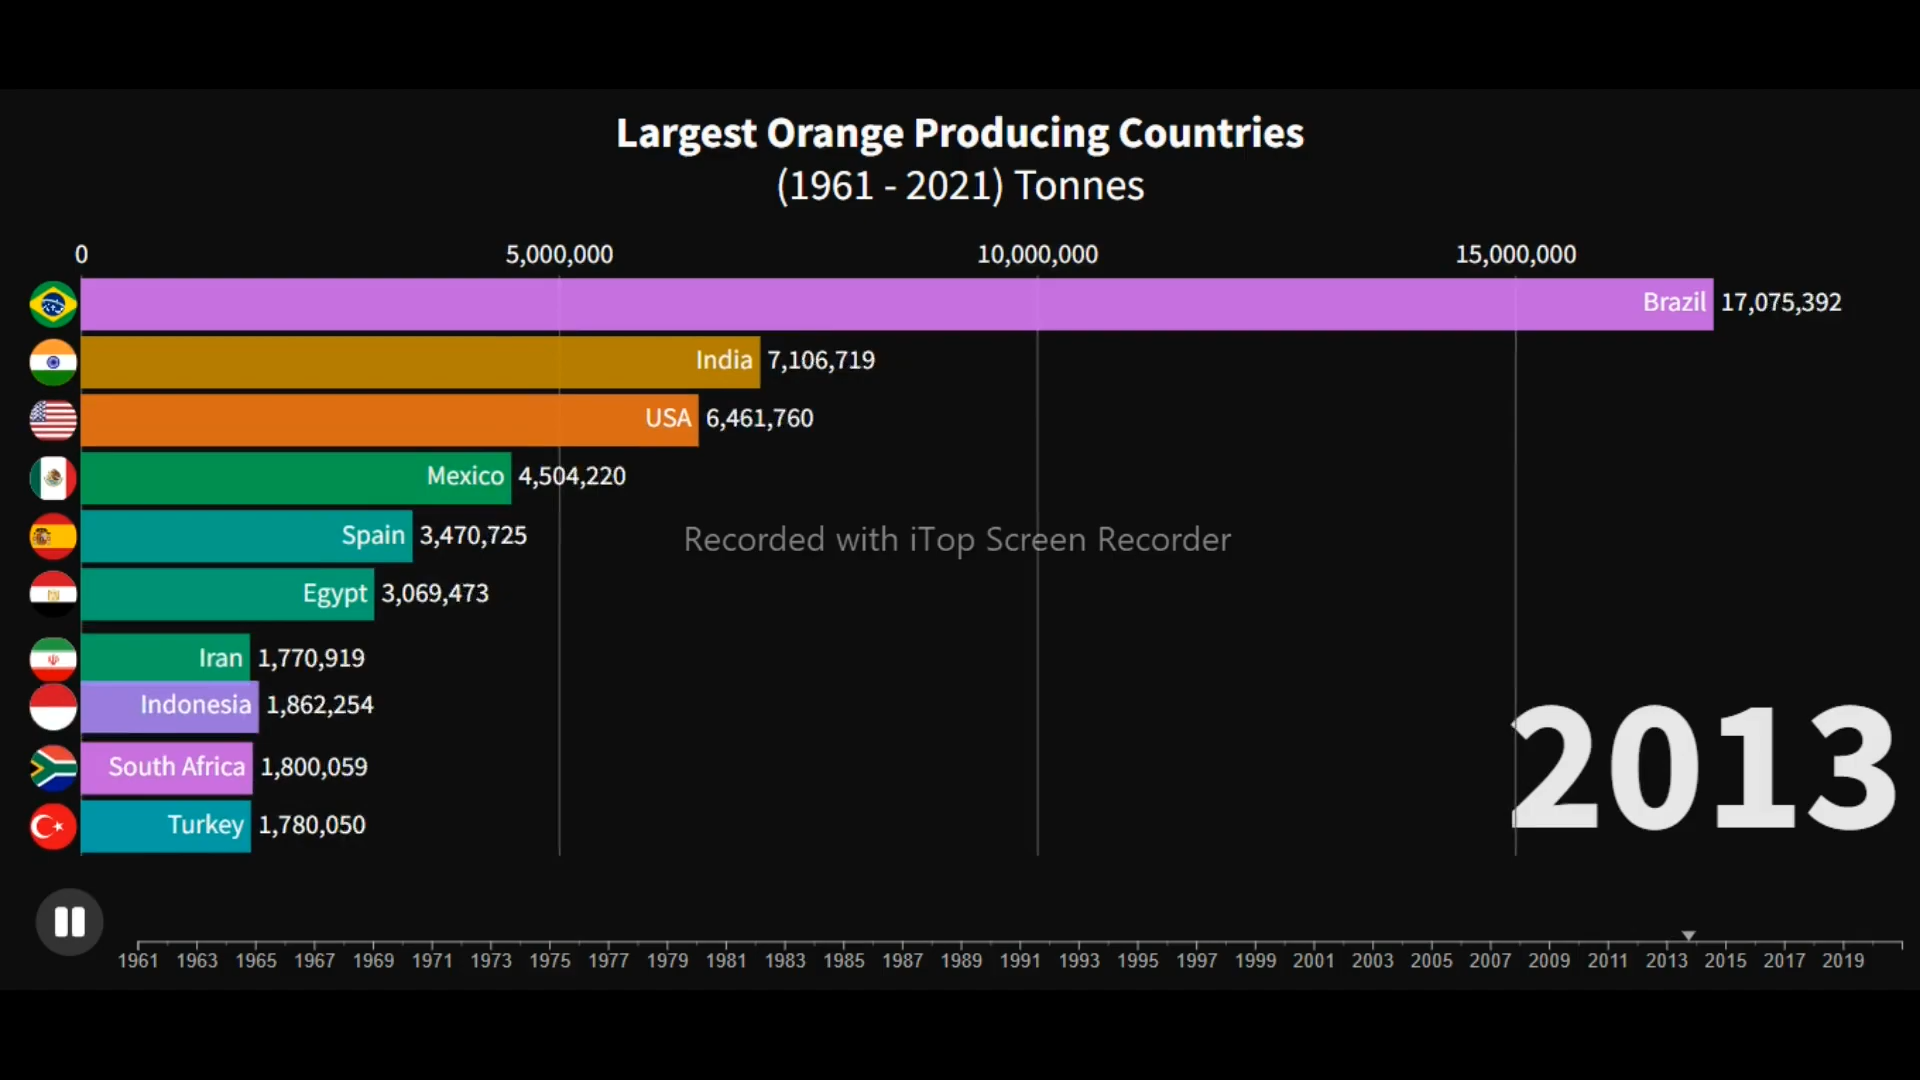 Largest Orange Producing Countries
(1961 - 2021) Tonnes
0 5,000,000 10,000,000 15,000,000
Brazil 17,075,392
India 7,106,719
USA 6,461,760
Mexico 4,504,220
Spain 3,470,725
Recorded with iTop Screen Recorder
Egypt 3,069,473
Iran 1,770,919
Indonesia 1,862,254
South Africa 1,800,059
Turkey 1,780,050
2013
1961 1963 1965 1967 1969 1971 1973 1975 1977 1979 1981 1983 1985 1987 1989 1991 1993 1995 1997 1999 2001 2003 2005 2007 2009 2011 2013 2015 2017 2019